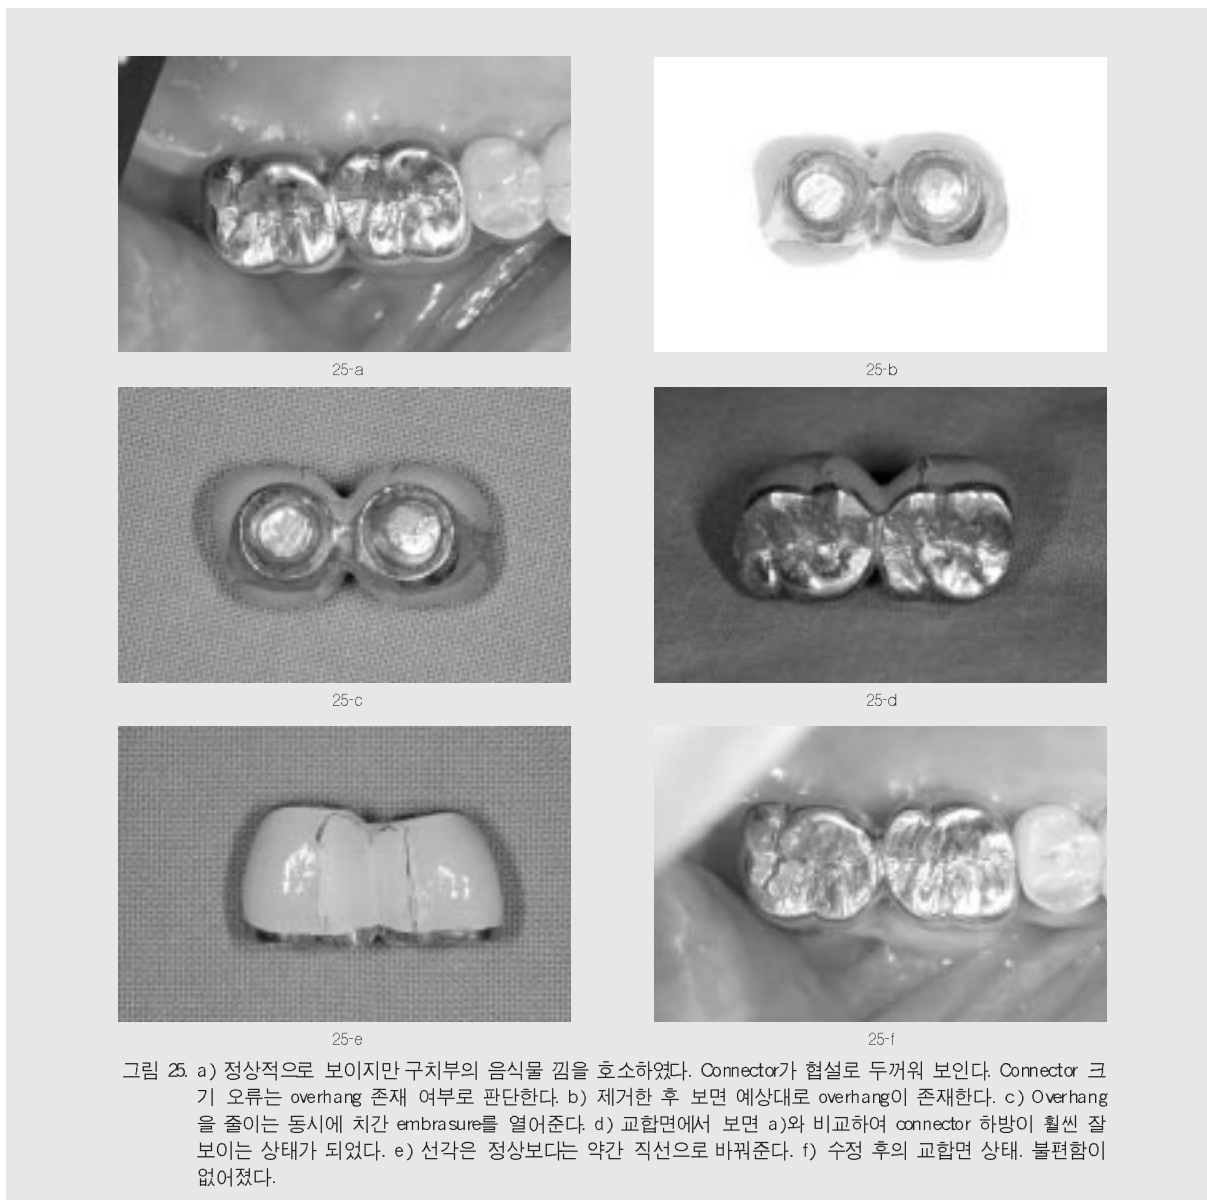 25-a
25-b
25-c
25-d
25-e
25-f
그림 25. a) 정상적으로 보이지만 구치부의 음식물 낌을 호소하였다. Connector가 협설로 두꺼워 보인다. Connector 크
기 오류는 overhang 존재 여부로 판단한다. b) 제거한 후 보면 예상대로 overhang이 존재한다. c) Overhang
을 줄이는 동시에 치간 embrasure를 열어준다. d) 교합면에서 보면 a)와 비교하여 connector 하방이 훨씬 잘
보이는 상태가 되었다. e) 선각은 정상보다는 약간 직선으로 바꿔준다. f) 수정 후의 교합면 상태. 불편함이
없어졌다.